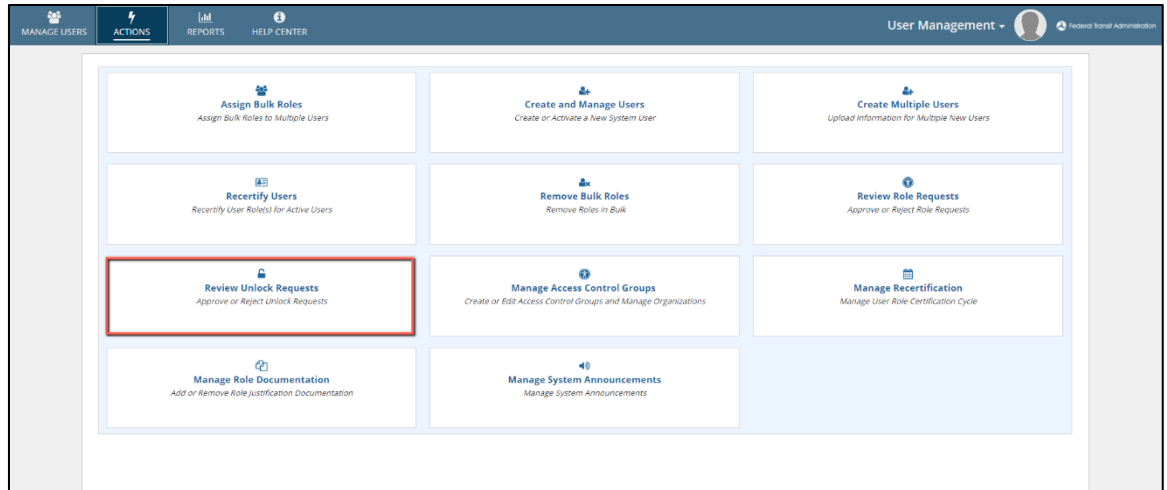 MANAGE USERS
ACTIONS
REPORTS
HELP CENTER
User Management
Federal Transit Administration
Assign Bulk Roles
Assign Bulk Roles to Multiple Users
Create and Manage Users
Create or Activate a New System User
Create Multiple Users
Upload Information for Multiple New Users
Recertify Users
Recertify User Role(s) for Active Users
Remove Bulk Roles
Remove Roles in Bulk
Review Role Requests
Approve or Reject Role Requests
Review Unlock Requests
Approve or Reject Unlock Requests
Manage Access Control Groups
Create or Edit Access Control Groups and Manage Organizations
Manage Recertification
Manage User Role Certification Cycle
Manage Role Documentation
Add or Remove Role Justification Documentation
Manage System Announcements
Manage System Announcements